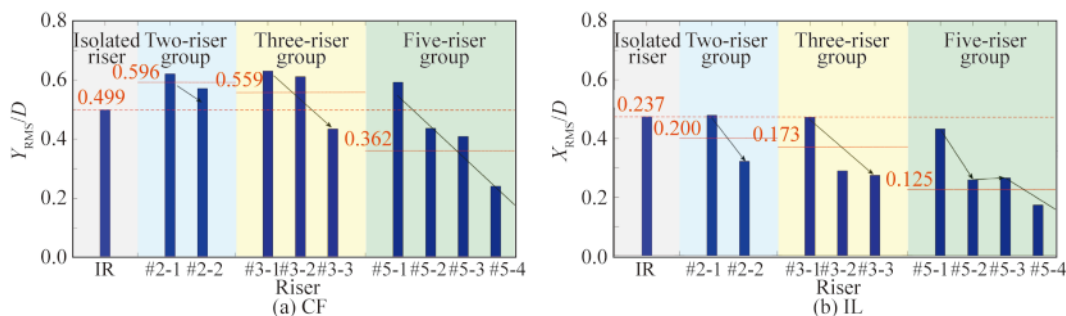 0.8
0.6
0.4
0.2
0.0
Y_RMS/D
Isolated
riser
Two-riser
group
Three-riser
group
Five-riser
group
0.499
0.596
0.559
0.362
IR #2-1 #2-2 #3-1 #3-2 #3-3 #5-1 #5-2 #5-3 #5-4
Riser
(a) CF
0.8
0.6
0.4
0.2
0.0
X_RMS/D
Isolated
riser
Two-riser
group
Three-riser
group
Five-riser
group
0.237
0.200
0.173
0.125
IR #2-1 #2-2 #3-1 #3-2 #3-3 #5-1 #5-2 #5-3 #5-4
Riser
(b) IL